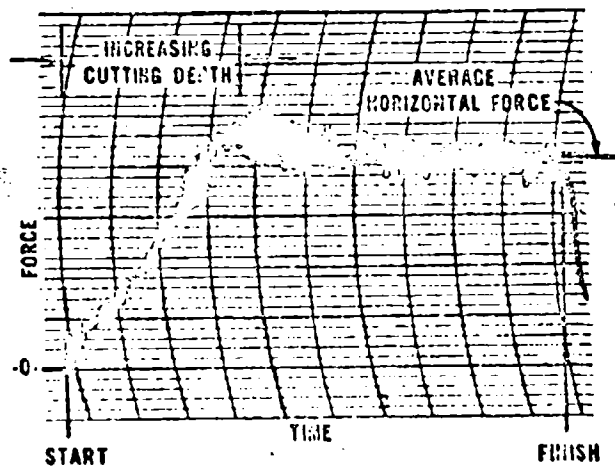 INCREASING
CUTTING DEPTH
AVERAGE
HORIZONTAL FORCE
FORCE
-0-
TIME
START
FINISH